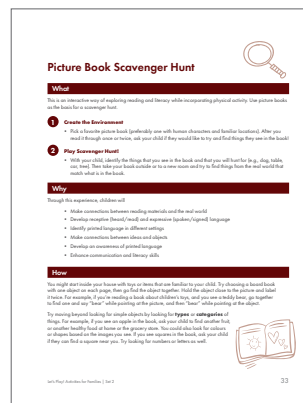 Picture Book Scavenger Hunt
What
This is an interactive way of exploring reading and literacy while incorporating physical activity. Use picture books
as the basis for a scavenger hunt.
1 Create the Environment
• Pick a favorite picture book (preferably one with human characters and familiar locations). After you
read it through once or twice, ask your child if they would like to try and find things they see in the book!
2 Play Scavenger Hunt!
• With your child, identify the things that you see in the book and that you will hunt for (e.g., dog, table,
car, tree). Then take your book outside or to a new room and try to find things from the real world that
match what is in the book.
Why
Through this experience, children will
• Make connections between reading materials and the real world
• Develop receptive (heard/read) and expressive (spoken/signed) language
• Identify printed language in different settings
• Make connections between ideas and objects
• Develop an awareness of printed language
• Enhance communication and literacy skills
How
You might start inside your house with toys or items that are familiar to your child. Try choosing a board book
with one object on each page, then go find the object together. Hold the object close to the picture and label
it twice. For example, if you're reading a book about children's toys, and you see a teddy bear, go together
to find one and say "bear" while pointing at the picture, and then "bear" while pointing at the object.
Try moving beyond looking for simple objects by looking for types or categories of
things. For example, if you see an apple in the book, ask your child to find another fruit,
or another healthy food at home or the grocery store. You could also look for colours
or shapes based on the images you see. If you see squares in the book, ask your child
if they can find a square near you. Try looking for numbers or letters as well.
Let's Play! Activities for Families | Set 2
33